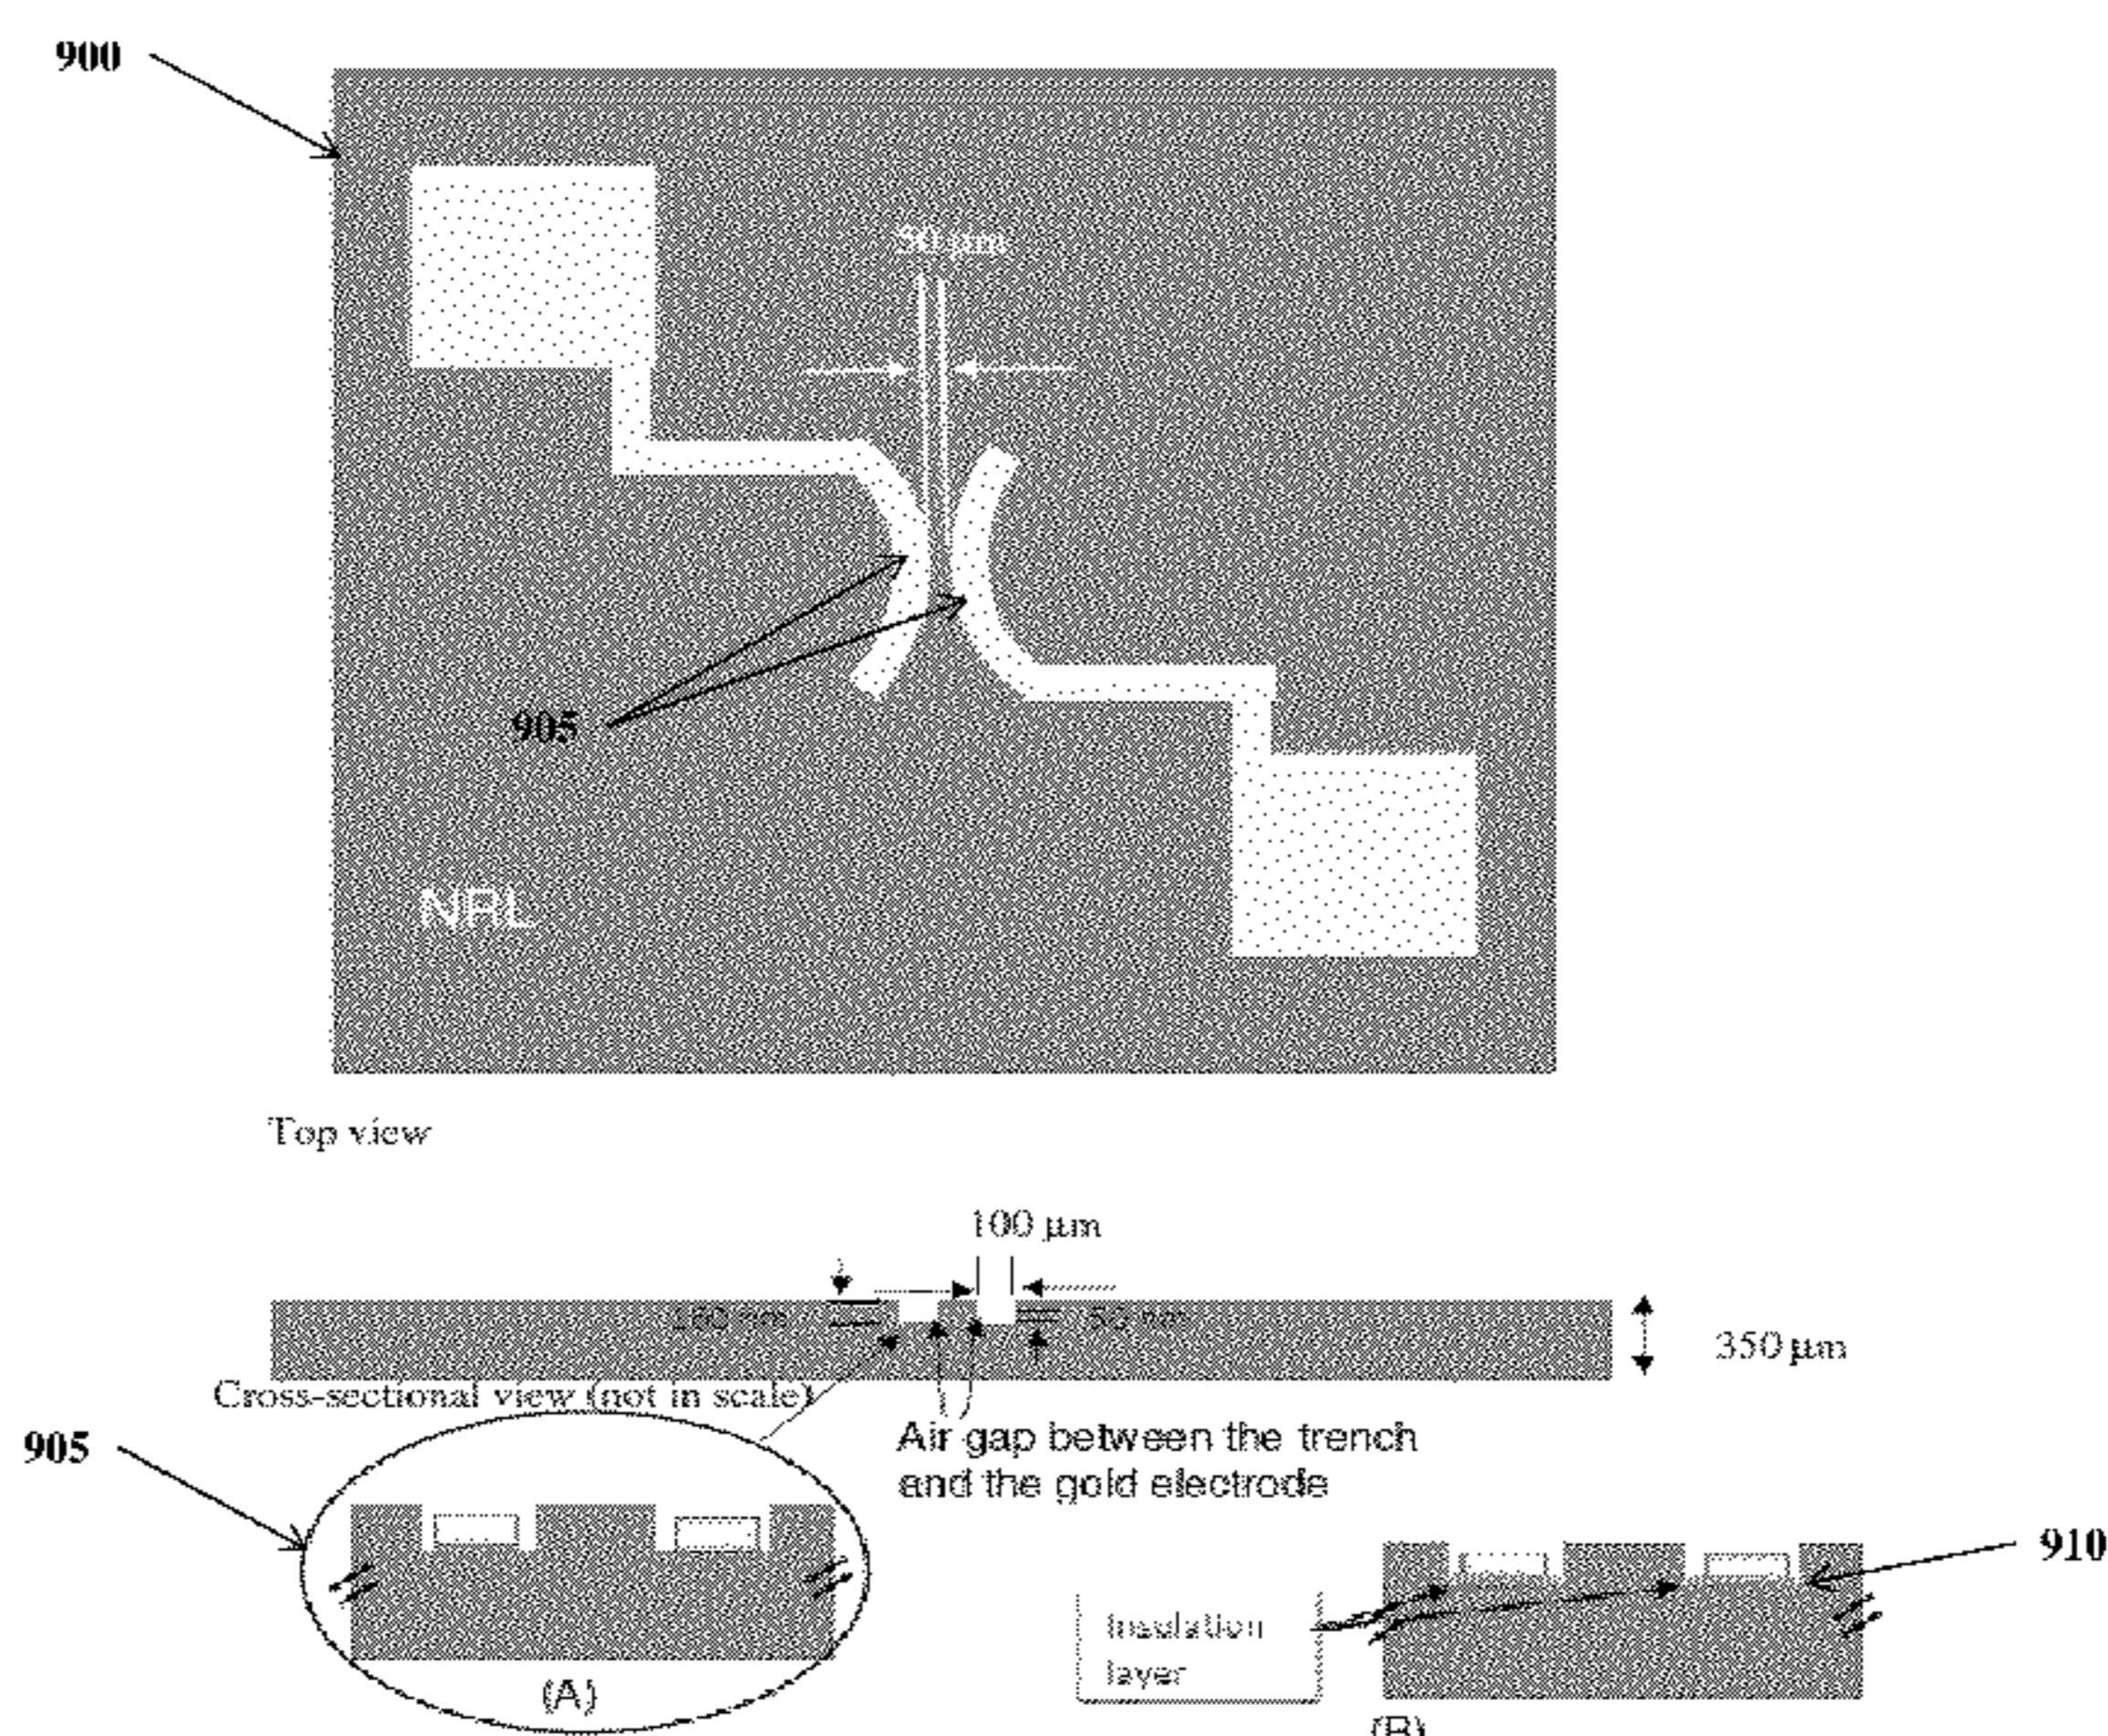 900
50 µm
905
NRL
Top view
100 µm
350 µm
Cross-sectional view (not in scale)
905
Air gap between the trench
and the gold electrode
910
Insulation
layer
(A)
(B)